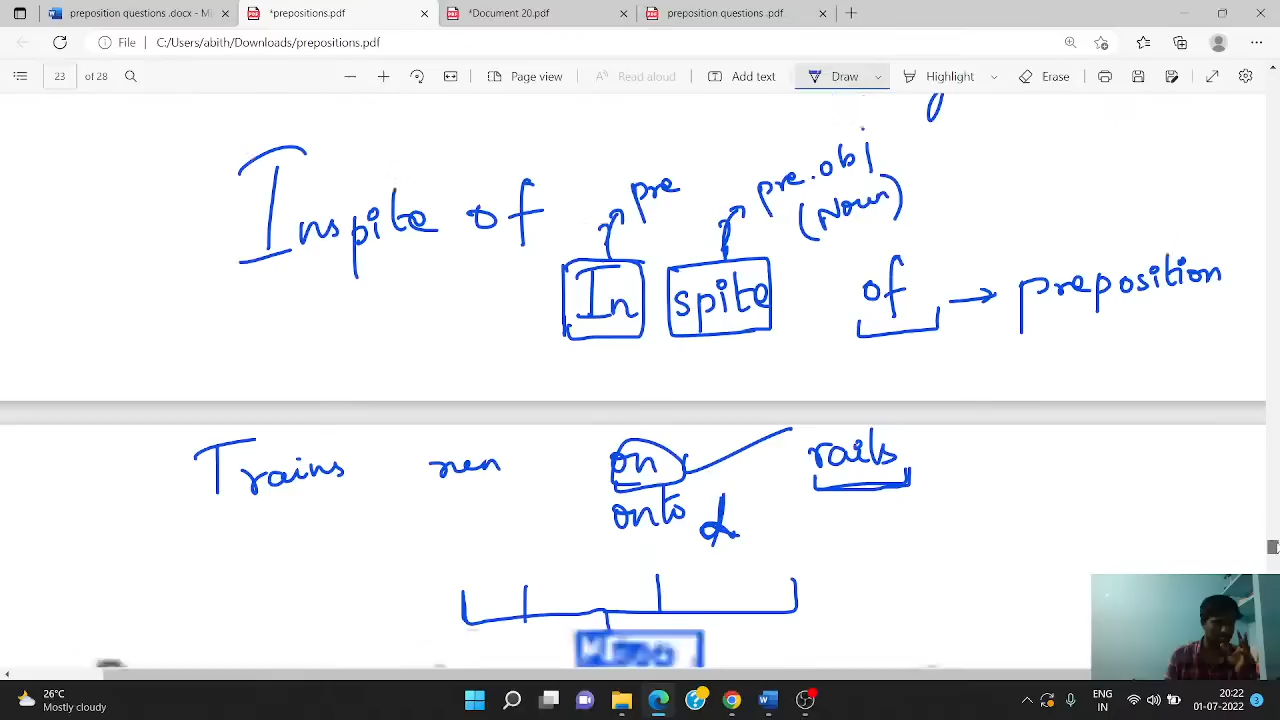 preposition questions .docx - Mi
*prepositions.pdf
*Document 20.pdf
preposition questions .pdf
File C:/Users/abith/Downloads/prepositions.pdf
23 of 28
Page view
Read aloud
Add text
Draw
Highlight
Erase
pre
pre.obj
(Noun)
Inspite of
In spite of → preposition
Trains run on rails
onto
26°C
Mostly cloudy
ENG
IN
20:22
01-07-2022
3